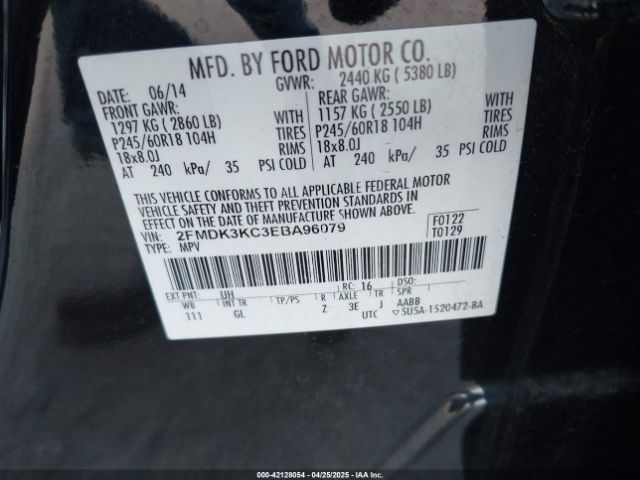 MFD. BY FORD MOTOR CO.
DATE: 06/14 GVWR: 2440 KG ( 5380 LB)
FRONT GAWR: REAR GAWR:
1297 KG (2860 LB) WITH 1157 KG (2550 LB) WITH
P245/60R18 104H TIRES P245/60R18 104H TIRES
18x8.0J RIMS 18x8.0J RIMS
AT 240 kPa/ 35 PSI COLD AT 240 kPa/ 35 PSI COLD
THIS VEHICLE CONFORMS TO ALL APPLICABLE FEDERAL MOTOR
VEHICLE SAFETY AND THEFT PREVENTION STANDARDS IN
EFFECT ON THE DATE OF MANUFACTURE SHOWN ABOVE.
VIN: 2FMDK3KC3EBA96079 F0122
TYPE: MPV T0129
EXT PNT: UH RC: 16 DSO:
WB INT TR TP/PS R AXLE TR SPR
111 GL Z 3E J AABB
UTC ▽5U5A-1520472-BA
000-42128054 - 04/25/2025 - IAAI.COM